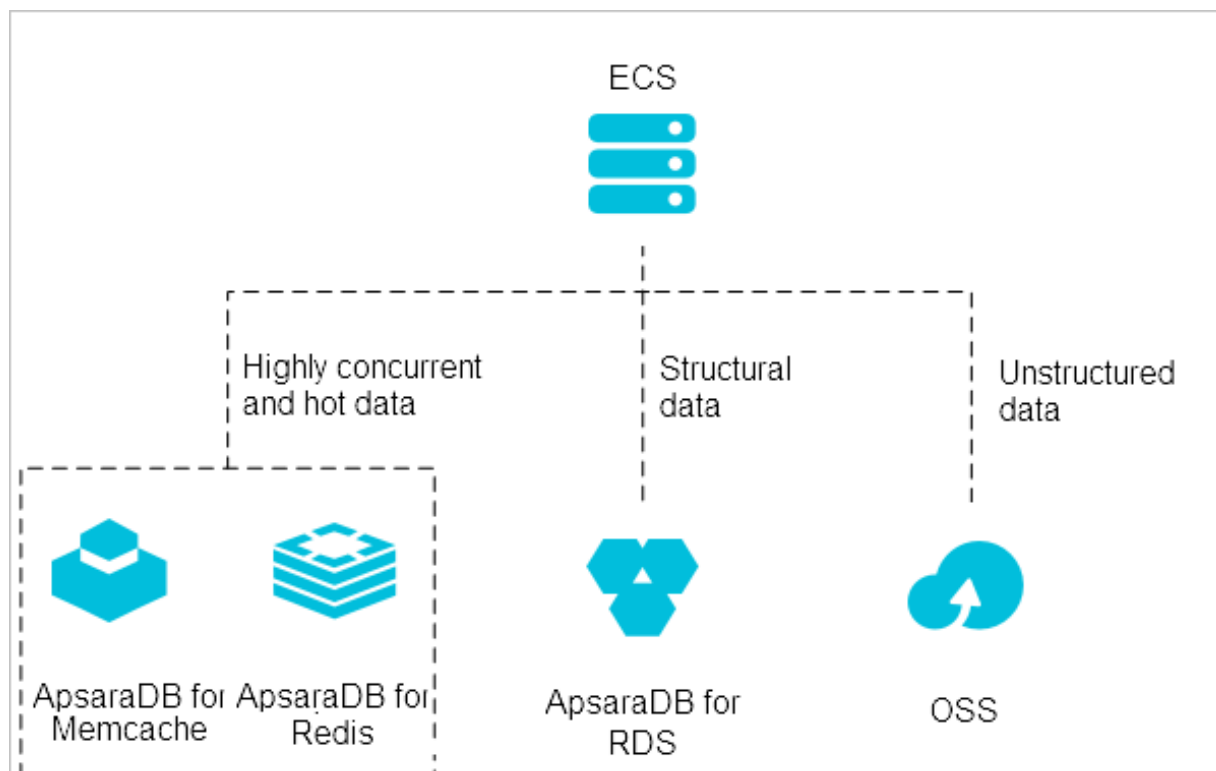 ECS
Highly concurrent
and hot data
Structural
data
Unstructured
data
ApsaraDB for
Memcache
ApsaraDB for
Redis
ApsaraDB for
RDS
OSS